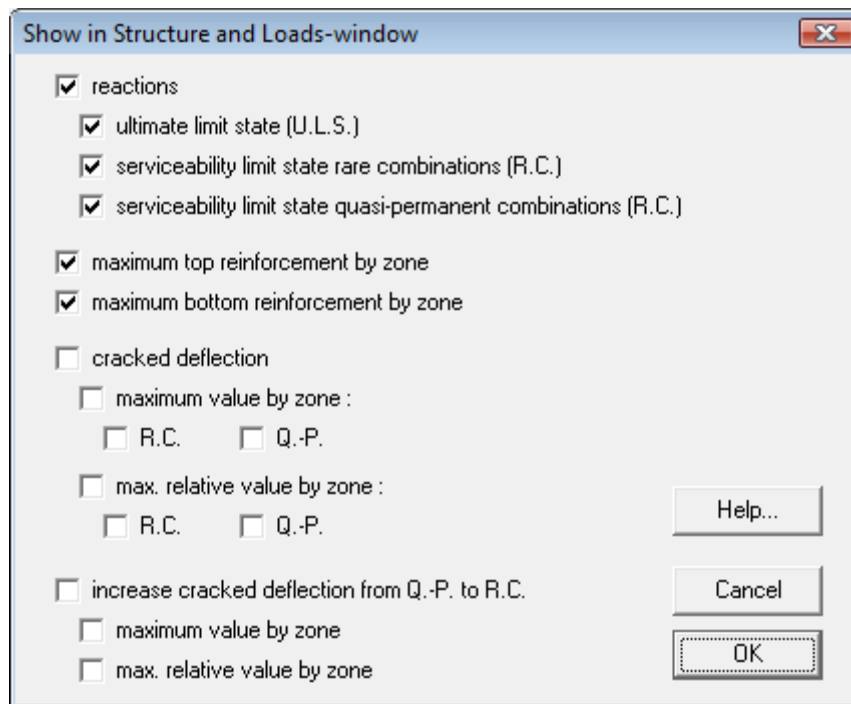 Show in Structure and Loads-window
reactions
ultimate limit state (U.L.S.)
serviceability limit state rare combinations (R.C.)
serviceability limit state quasi-permanent combinations (R.C.)
maximum top reinforcement by zone
maximum bottom reinforcement by zone
cracked deflection
maximum value by zone :
R.C. Q.-P.
max. relative value by zone :
R.C. Q.-P.
Help...
increase cracked deflection from Q.-P. to R.C.
Cancel
maximum value by zone
OK
max. relative value by zone